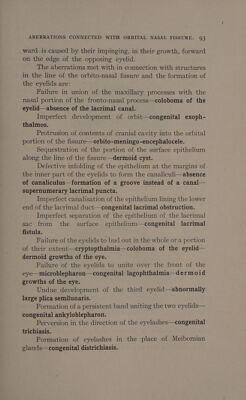 ABERRATIONS CONNECTED WITH ORBITAL NASAL FISSURE. 93
ward is caused by their impinging, in their growth, forward
on the edge of the opposing eyelid.
The aberrations met with in connection with structures
in the line of the orbito-nasal fissure and the formation of
the eyelids are:
Failure in union of the maxillary processes with the
nasal portion of the fronto-nasal process—coloboma of the
eyelid—absence of the lacrimal canal.
Imperfect development of orbit—congenital exoph-
thalmos.
Protrusion of contents of cranial cavity into the orbital
portion of the fissure—orbito-meningo-encephalocele.
Sequestration of the portion of the surface epithelium
along the line of the fissure—dermoid cyst.
Defective infolding of the epithelium at the margins of
the inner part of the eyelids to form the canaliculi—absence
of canaliculus—formation of a groove instead of a canal—
supernumerary lacrimal puncta.
Imperfect canalisation of the epithelium lining the lower
end of the lacrimal duct—congenital lacrimal obstruction.
Imperfect separation of the epithelium of the lacrimal
sac from the surface epithelium—congenital lacrimal
fistula.
Failure of the eyelids to bud out in the whole or a portion
of their extent—cryptophthalmia—coloboma of the eyelid—
dermoid growths of the eye.
Failure of the eyelids to unite over the front of the
eye—microblepharon—congenital lagophthalmia—dermoid
growths of the eye.
Undue development of the third eyelid—abnormally
large plica semilunaris.
Formation of a persistent band uniting the two eyelids—
congenital ankyloblepharon.
Perversion in the direction of the eyelashes—congenital
trichiasis.
Formation of eyelashes in the place of Meibomian
glands—congenital districhiasis.